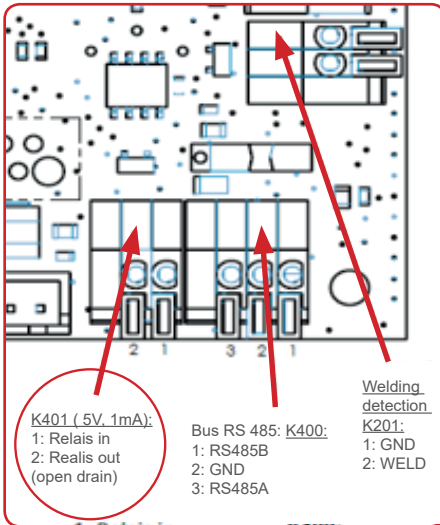 2 1
3 2 1
K401 ( 5V, 1mA):
1: Relais in
2: Realis out
(open drain)
Bus RS 485: K400:
1: RS485B
2: GND
3: RS485A
Welding
detection
K201:
1: GND
2: WELD